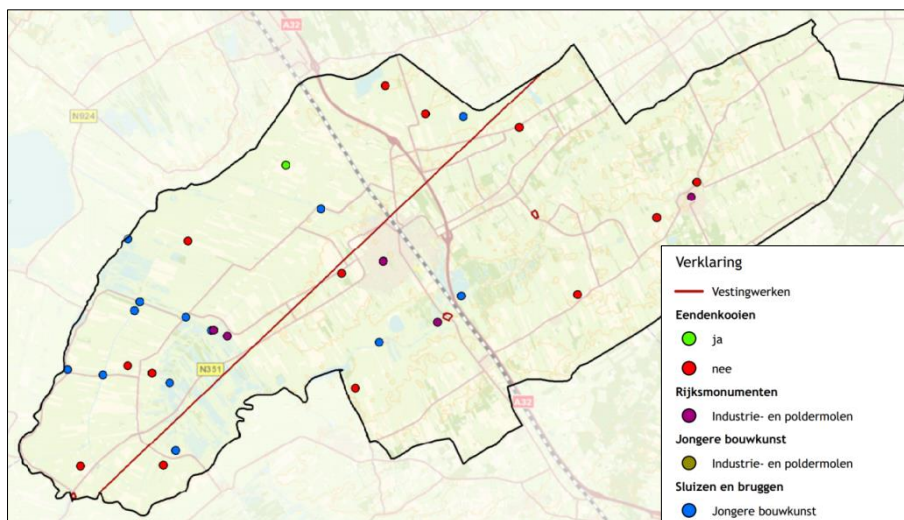 A32
N924
N351
A32
Verklaring
Vestingwerken
Eendenkooien
ja
nee
Rijksmonumenten
Industrie- en poldermolen
Jongere bouwkunst
Industrie- en poldermolen
Sluizen en bruggen
Jongere bouwkunst